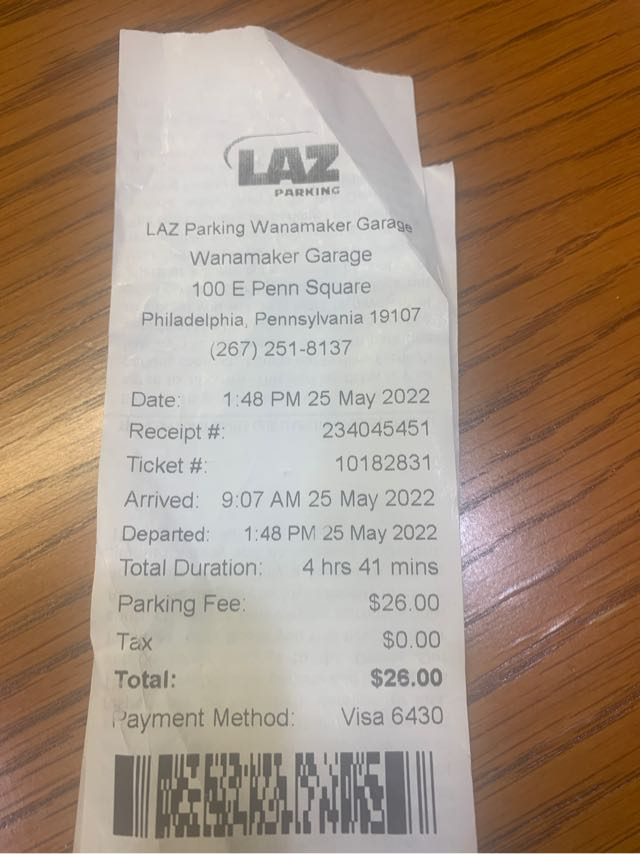 LAZ
PARKING
LAZ Parking Wanamaker Garage
Wanamaker Garage
100 E Penn Square
Philadelphia, Pennsylvania 19107
(267) 251-8137
Date: 1:48 PM 25 May 2022
Receipt #: 234045451
Ticket #: 10182831
Arrived: 9:07 AM 25 May 2022
Departed: 1:48 PM 25 May 2022
Total Duration: 4 hrs 41 mins
Parking Fee: $26.00
Tax $0.00
Total: $26.00
Payment Method: Visa 6430